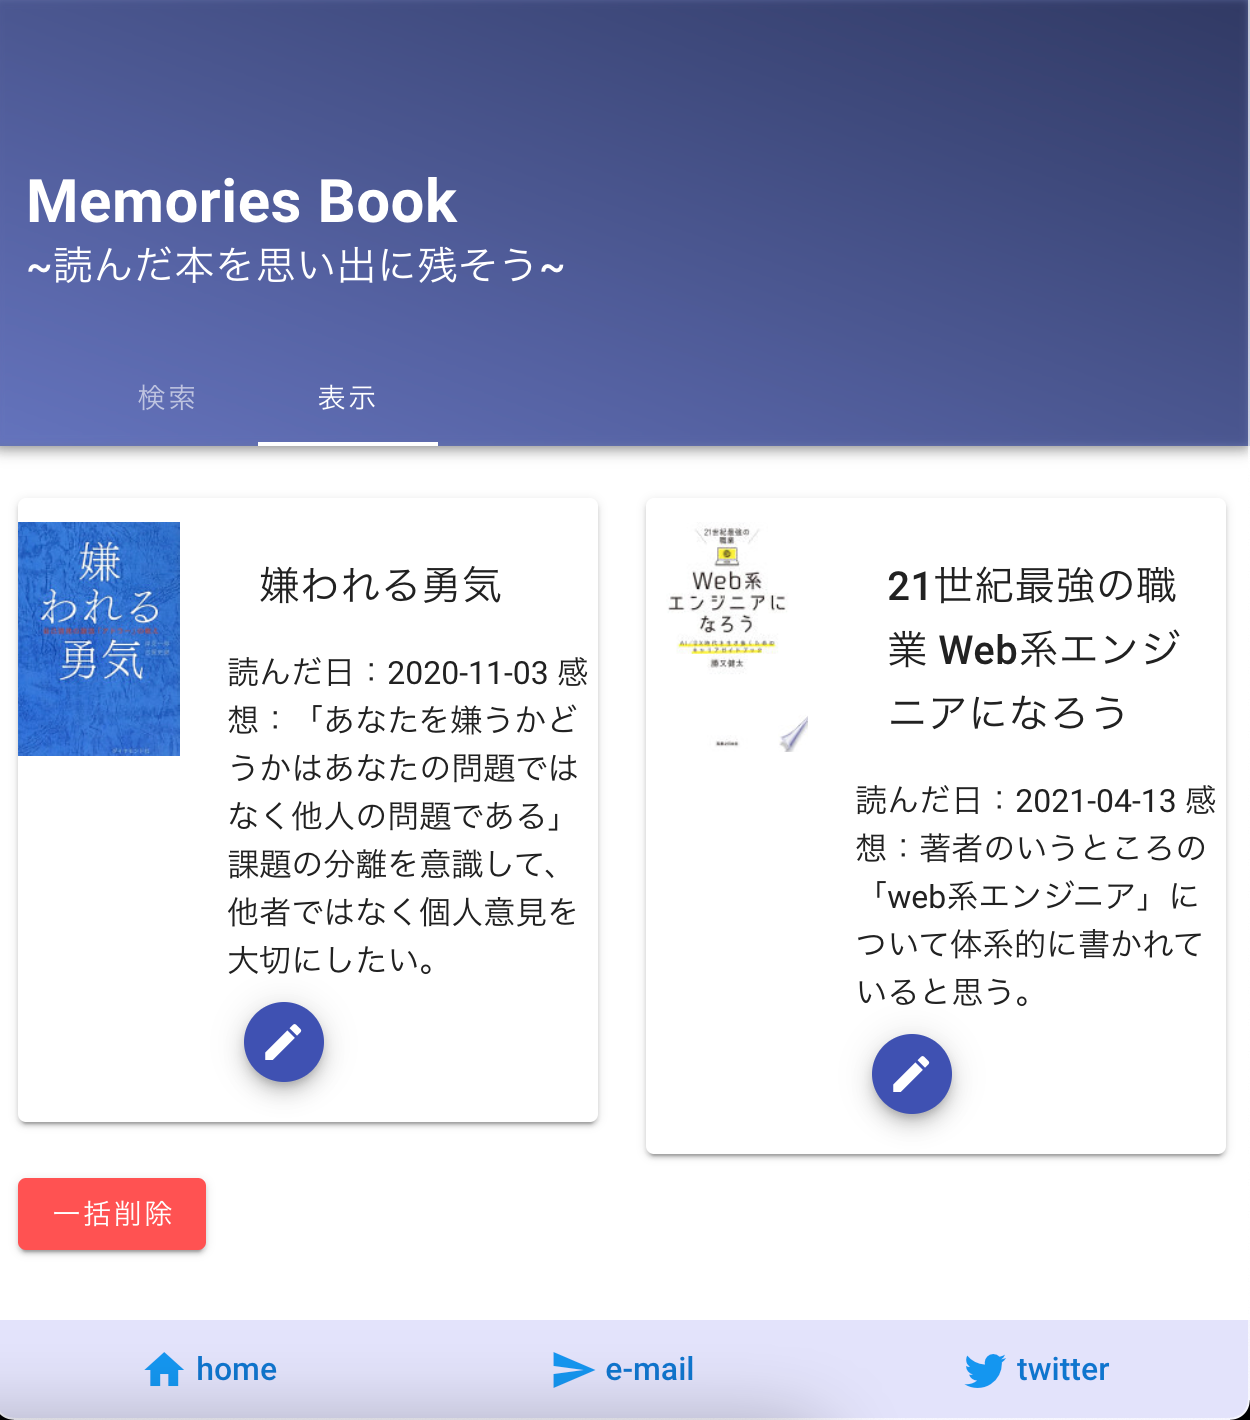 Memories Book
~読んだ本を思い出に残そう~
検索
表示
嫌
われる
勇気
嫌われる勇気
読んだ日：2020-11-03 感
想：「あなたを嫌うかど
うかはあなたの問題では
なく他人の問題である」
課題の分離を意識して、
他者ではなく個人意見を
大切にしたい。
21世紀最強の
職業
Web系
エンジニアに
なろう
勝又健太
21世紀最強の職
業 Web系エンジ
ニアになろう
読んだ日：2021-04-13 感
想：著者のいうところの
「web系エンジニア」に
ついて体系的に書かれて
いると思う。
一括削除
home
e-mail
twitter